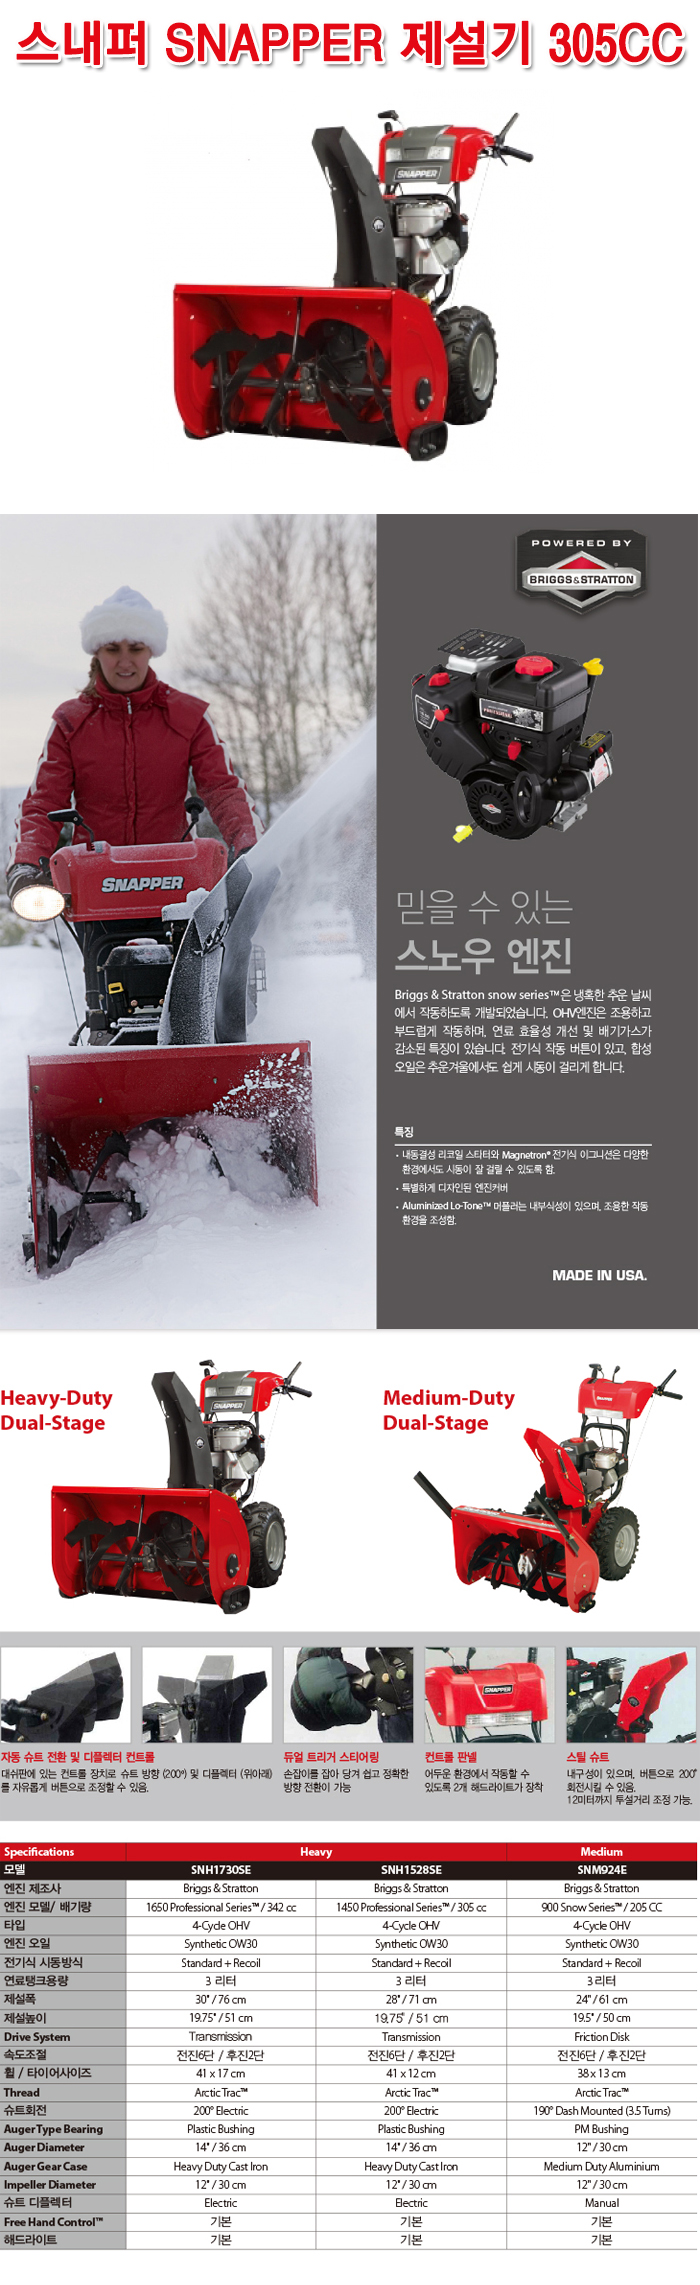 스내퍼 SNAPPER 제설기 305CC
SNAPPER
POWERED BY
BRIGGS & STRATTON
SNAPPER
믿을 수 있는
스노우 엔진
Briggs & Stratton snow series™은 냉혹한 추운 날씨
에서 작동하도록 개발되었습니다. OHV엔진은 조용하고
부드럽게 작동하며, 연료 효율성 개선 및 배기가스가
감소된 특징이 있습니다. 전기식 작동 버튼이 있고, 합성
오일은 추운겨울에서도 쉽게 시동이 걸리게 합니다.
특징
• 내동결성 리코일 스타터와 Magnetron® 전기식 이그니션은 다양한
환경에서도 시동이 잘 걸릴 수 있도록 함.
• 특별하게 디자인된 엔진커버
• Aluminized Lo-Tone™ 머플러는 내부식성이 있으며, 조용한 작동
환경을 조성함.
MADE IN USA.
Heavy-Duty
Dual-Stage
SNAPPER
Medium-Duty
Dual-Stage
SNAPPER
SNAPPER
자동 슈트 전환 및 디플렉터 컨트롤
대쉬판에 있는 컨트롤 장치로 슈트 방향 (200º) 및 디플렉터 (위아래)
를 자유롭게 버튼으로 조정할 수 있음.
듀얼 트리거 스티어링
손잡이를 잡아 당겨 쉽고 정확한
방향 전환이 가능
컨트롤 판넬
어두운 환경에서 작동할 수
있도록 2개 해드라이트가 장착
스틸 슈트
내구성이 있으며, 버튼으로 200˚
회전시킬 수 있음.
12미터까지 투설거리 조정 가능.
Specifications Heavy Medium
모델 SNH1730SE SNH1528SE SNM924E
엔진 제조사 Briggs & Stratton Briggs & Stratton Briggs & Stratton
엔진 모델/ 배기량 1650 Professional Series™ / 342 cc 1450 Professional Series™ / 305 cc 900 Snow Series™ / 205 CC
타입 4-Cycle OHV 4-Cycle OHV 4-Cycle OHV
엔진 오일 Synthetic OW30 Synthetic OW30 Synthetic OW30
전기식 시동방식 Standard + Recoil Standard + Recoil Standard + Recoil
연료탱크용량 3 리터 3 리터 3 리터
제설폭 30" / 76 cm 28" / 71 cm 24" / 61 cm
제설높이 19.75" / 51 cm 19.75" / 51 cm 19.5" / 50 cm
Drive System Transmission Transmission Friction Disk
속도조절 전진6단 / 후진2단 전진6단 / 후진2단 전진6단 / 후진2단
휠 / 타이어사이즈 41 x 17 cm 41 x 12 cm 38 x 13 cm
Thread Arctic Trac™ Arctic Trac™ Arctic Trac™
슈트회전 200° Electric 200° Electric 190° Dash Mounted (3.5 Turns)
Auger Type Bearing Plastic Bushing Plastic Bushing PM Bushing
Auger Diameter 14" / 36 cm 14" / 36 cm 12" / 30 cm
Auger Gear Case Heavy Duty Cast Iron Heavy Duty Cast Iron Medium Duty Aluminium
Impeller Diameter 12" / 30 cm 12" / 30 cm 12" / 30 cm
슈트 디플렉터 Electric Electric Manual
Free Hand Control™ 기본 기본 기본
해드라이트 기본 기본 기본